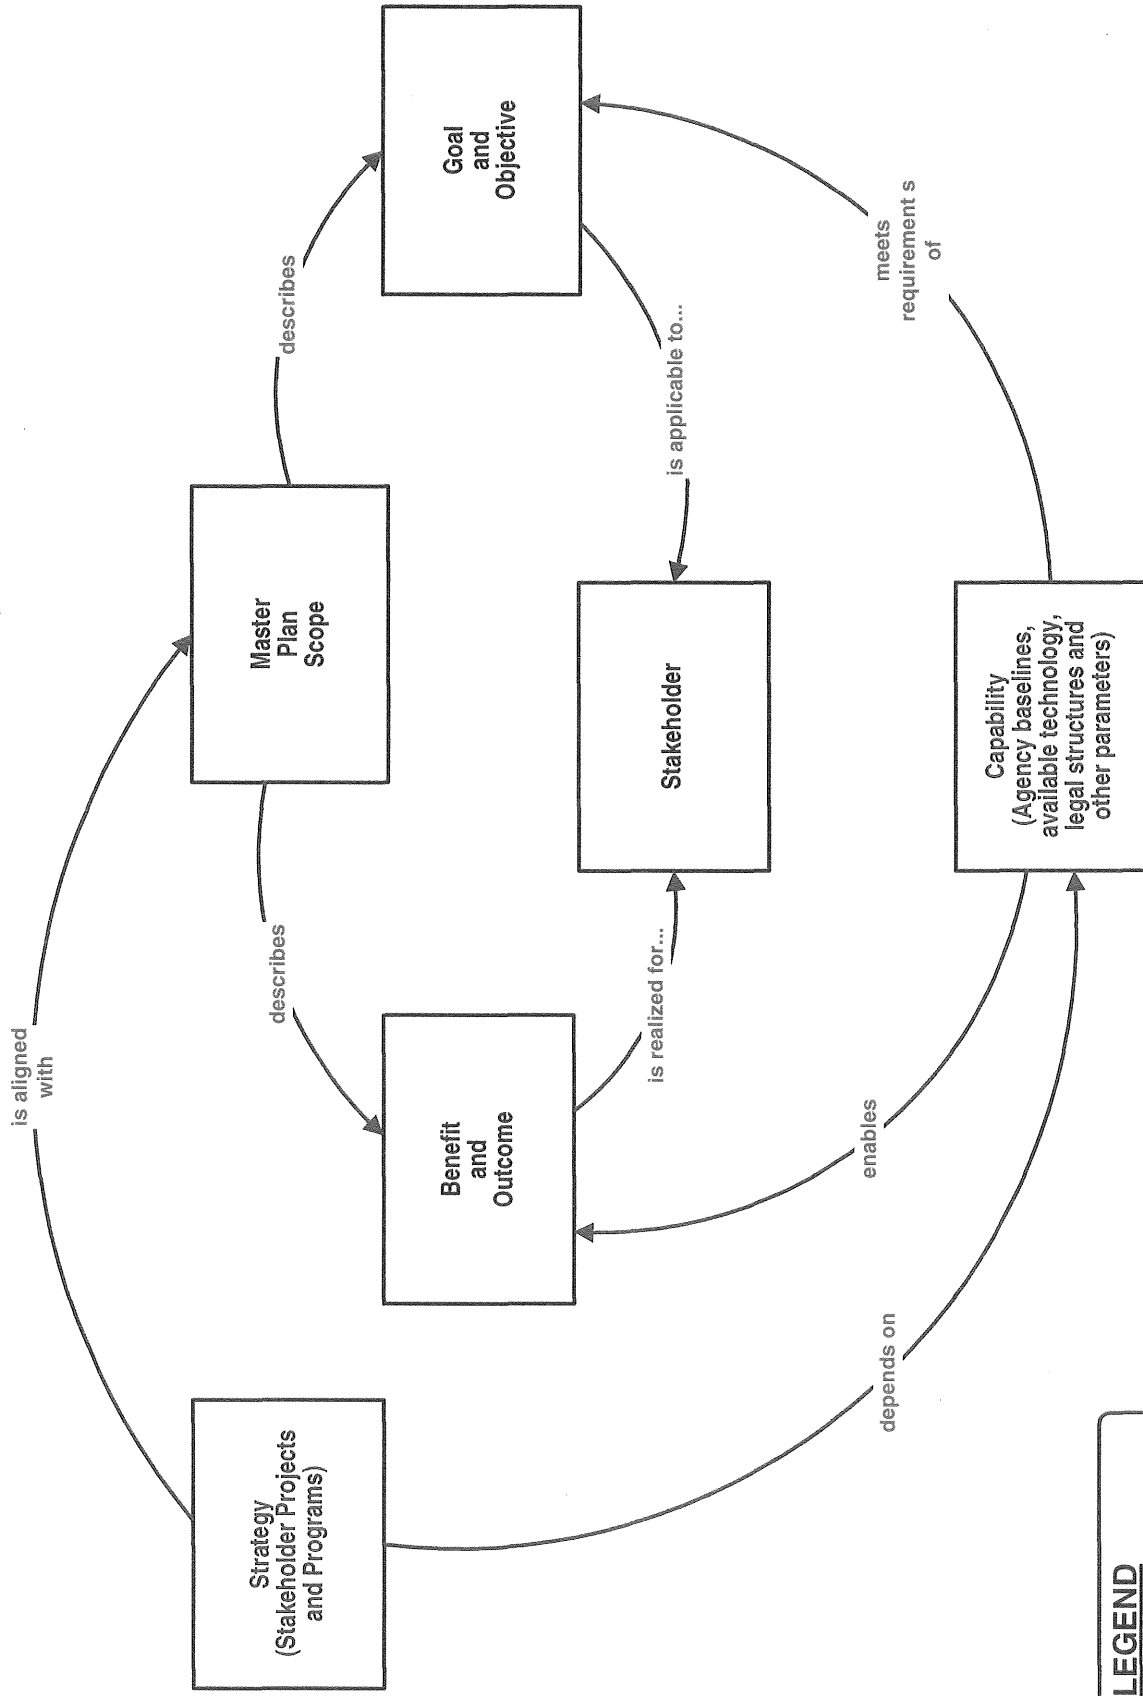 is aligned
with
Strategy
(Stakeholder Projects
and Programs)
Master
Plan
Scope
describes
describes
Benefit
and
Outcome
Goal
and
Objective
is realized for...
is applicable to...
Stakeholder
enables
meets
requirement s
of
depends on
Capability
(Agency baselines,
available technology,
legal structures and
other parameters)
LEGEND